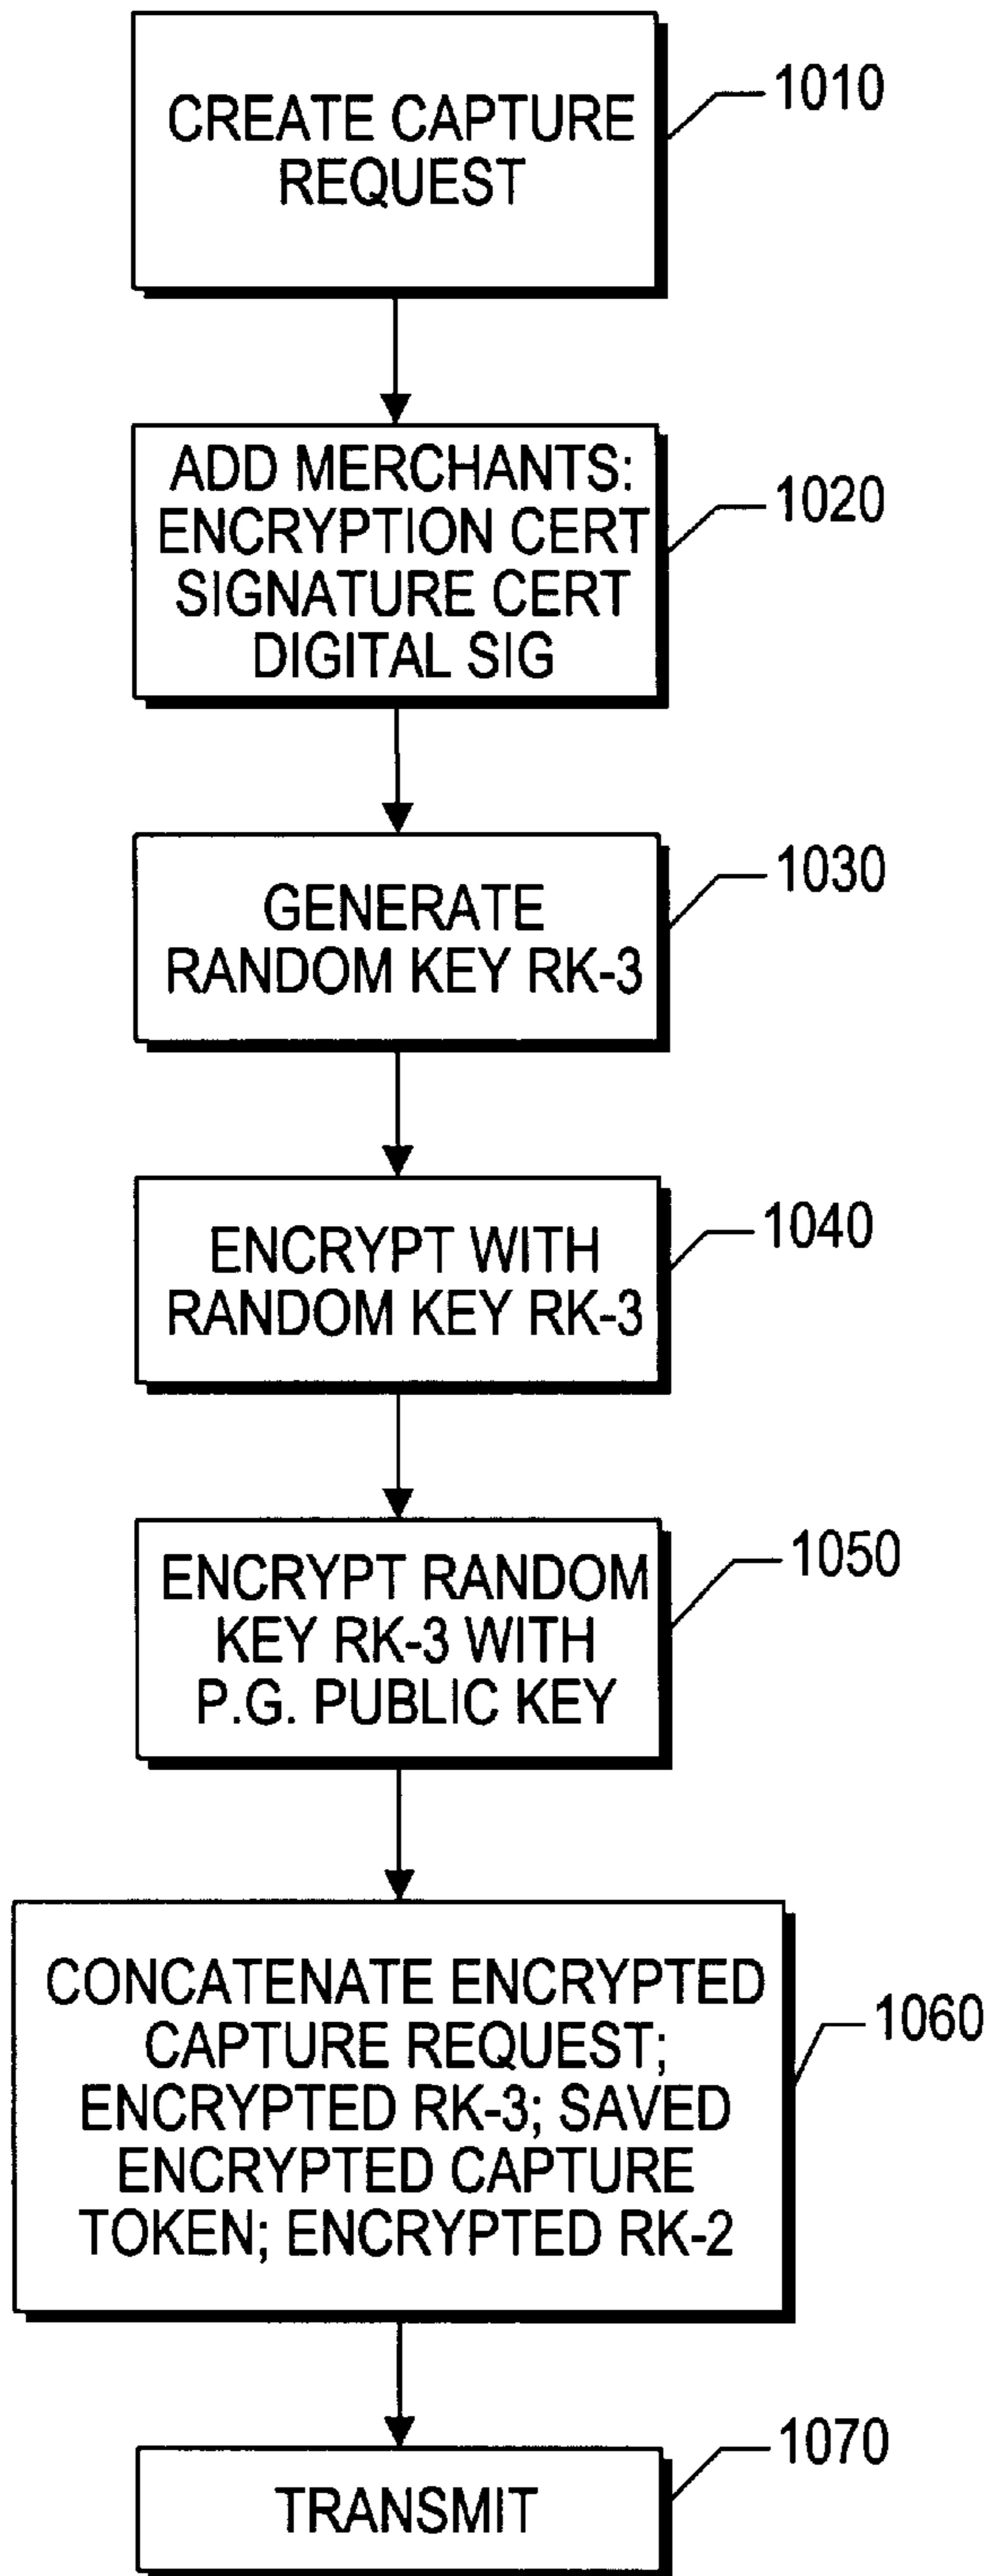 CREATE CAPTURE
REQUEST
1010
ADD MERCHANTS:
ENCRYPTION CERT
SIGNATURE CERT
DIGITAL SIG
1020
GENERATE
RANDOM KEY RK-3
1030
ENCRYPT WITH
RANDOM KEY RK-3
1040
ENCRYPT RANDOM
KEY RK-3 WITH
P.G. PUBLIC KEY
1050
CONCATENATE ENCRYPTED
CAPTURE REQUEST;
ENCRYPTED RK-3; SAVED
ENCRYPTED CAPTURE
TOKEN; ENCRYPTED RK-2
1060
TRANSMIT
1070